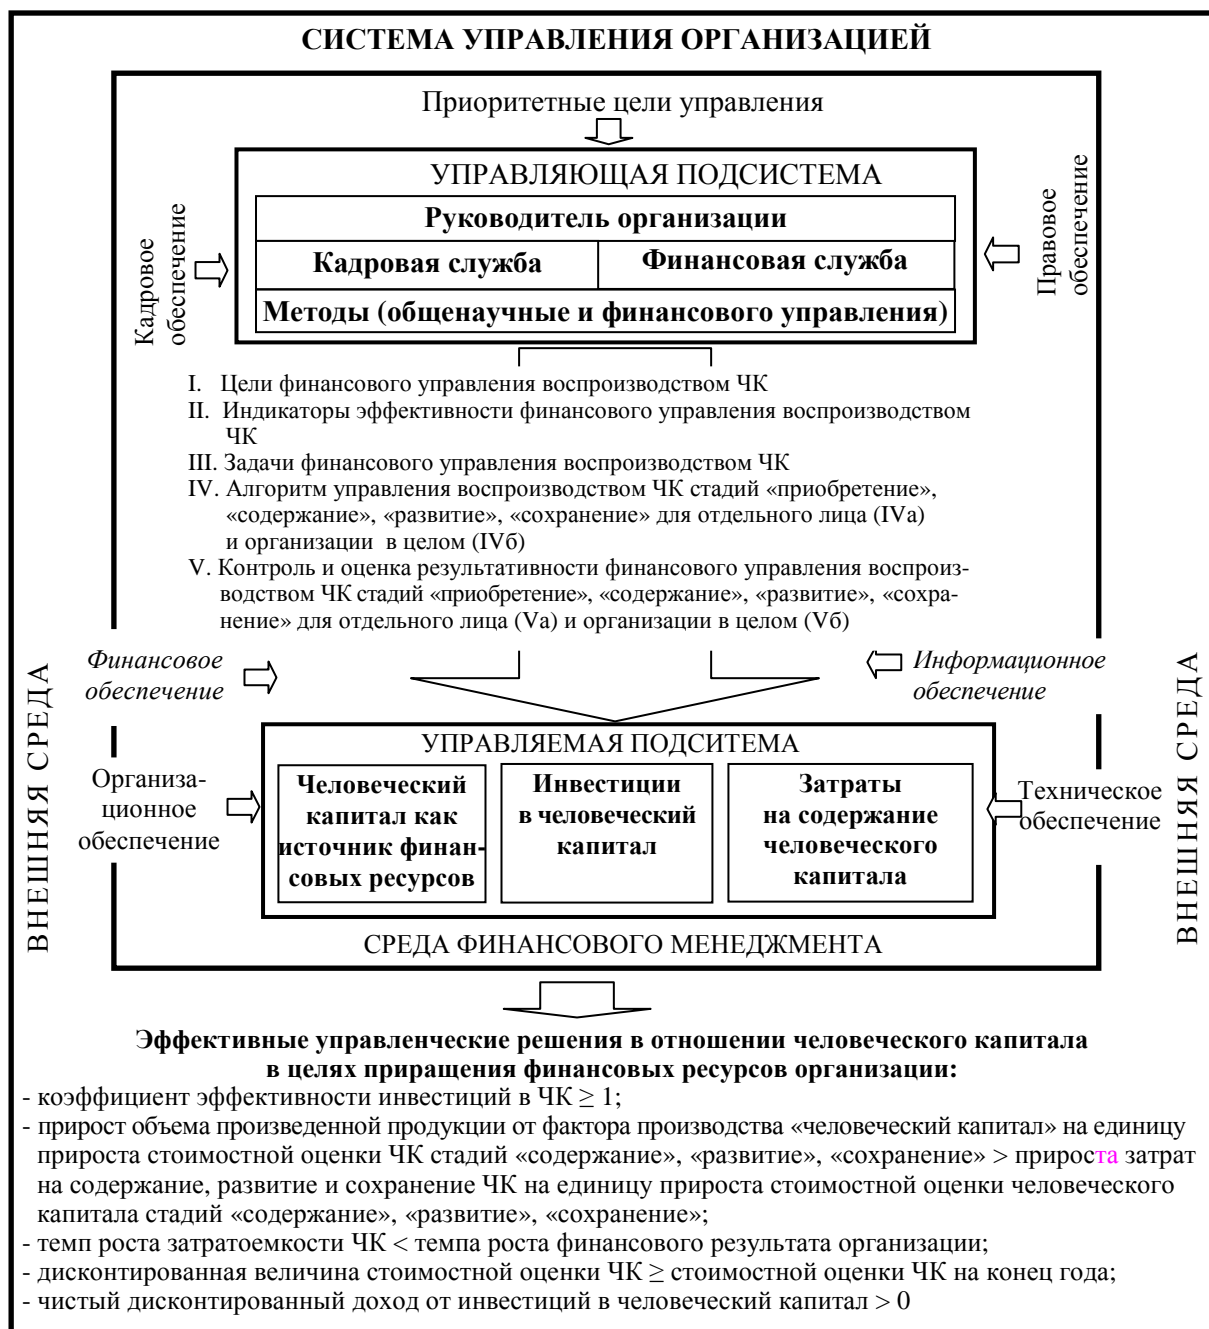 СИСТЕМА УПРАВЛЕНИЯ ОРГАНИЗАЦИЕЙ
Приоритетные цели управления
УПРАВЛЯЮЩАЯ ПОДСИСТЕМА
Руководитель организации
Кадровая служба
Финансовая служба
Методы (общенаучные и финансового управления)
Кадровое
обеспечение
Правовое
обеспечение
I. Цели финансового управления воспроизводством ЧК
II. Индикаторы эффективности финансового управления воспроизводством
ЧК
III. Задачи финансового управления воспроизводством ЧК
IV. Алгоритм управления воспроизводством ЧК стадий «приобретение»,
«содержание», «развитие», «сохранение» для отдельного лица (IVа)
и организации в целом (IVб)
V. Контроль и оценка результативности финансового управления воспроиз-
водством ЧК стадий «приобретение», «содержание», «развитие», «сохра-
нение» для отдельного лица (Vа) и организации в целом (Vб)
Финансовое
обеспечение
Информационное
обеспечение
ВНЕШНЯЯ СРЕДА
ВНЕШНЯЯ СРЕДА
УПРАВЛЯЕМАЯ ПОДСИТЕМА
Организа-
ционное
обеспечение
Человеческий
капитал как
источник финан-
совых ресурсов
Инвестиции
в человеческий
капитал
Затраты
на содержание
человеческого
капитала
Техническое
обеспечение
СРЕДА ФИНАНСОВОГО МЕНЕДЖМЕНТА
Эффективные управленческие решения в отношении человеческого капитала
в целях приращения финансовых ресурсов организации:
- коэффициент эффективности инвестиций в ЧК ≥ 1;
- прирост объема произведенной продукции от фактора производства «человеческий капитал» на единицу
прироста стоимостной оценки ЧК стадий «содержание», «развитие», «сохранение» > прироста затрат
на содержание, развитие и сохранение ЧК на единицу прироста стоимостной оценки человеческого
капитала стадий «содержание», «развитие», «сохранение»;
- темп роста затратоемкости ЧК < темпа роста финансового результата организации;
- дисконтированная величина стоимостной оценки ЧК ≥ стоимостной оценки ЧК на конец года;
- чистый дисконтированный доход от инвестиций в человеческий капитал > 0